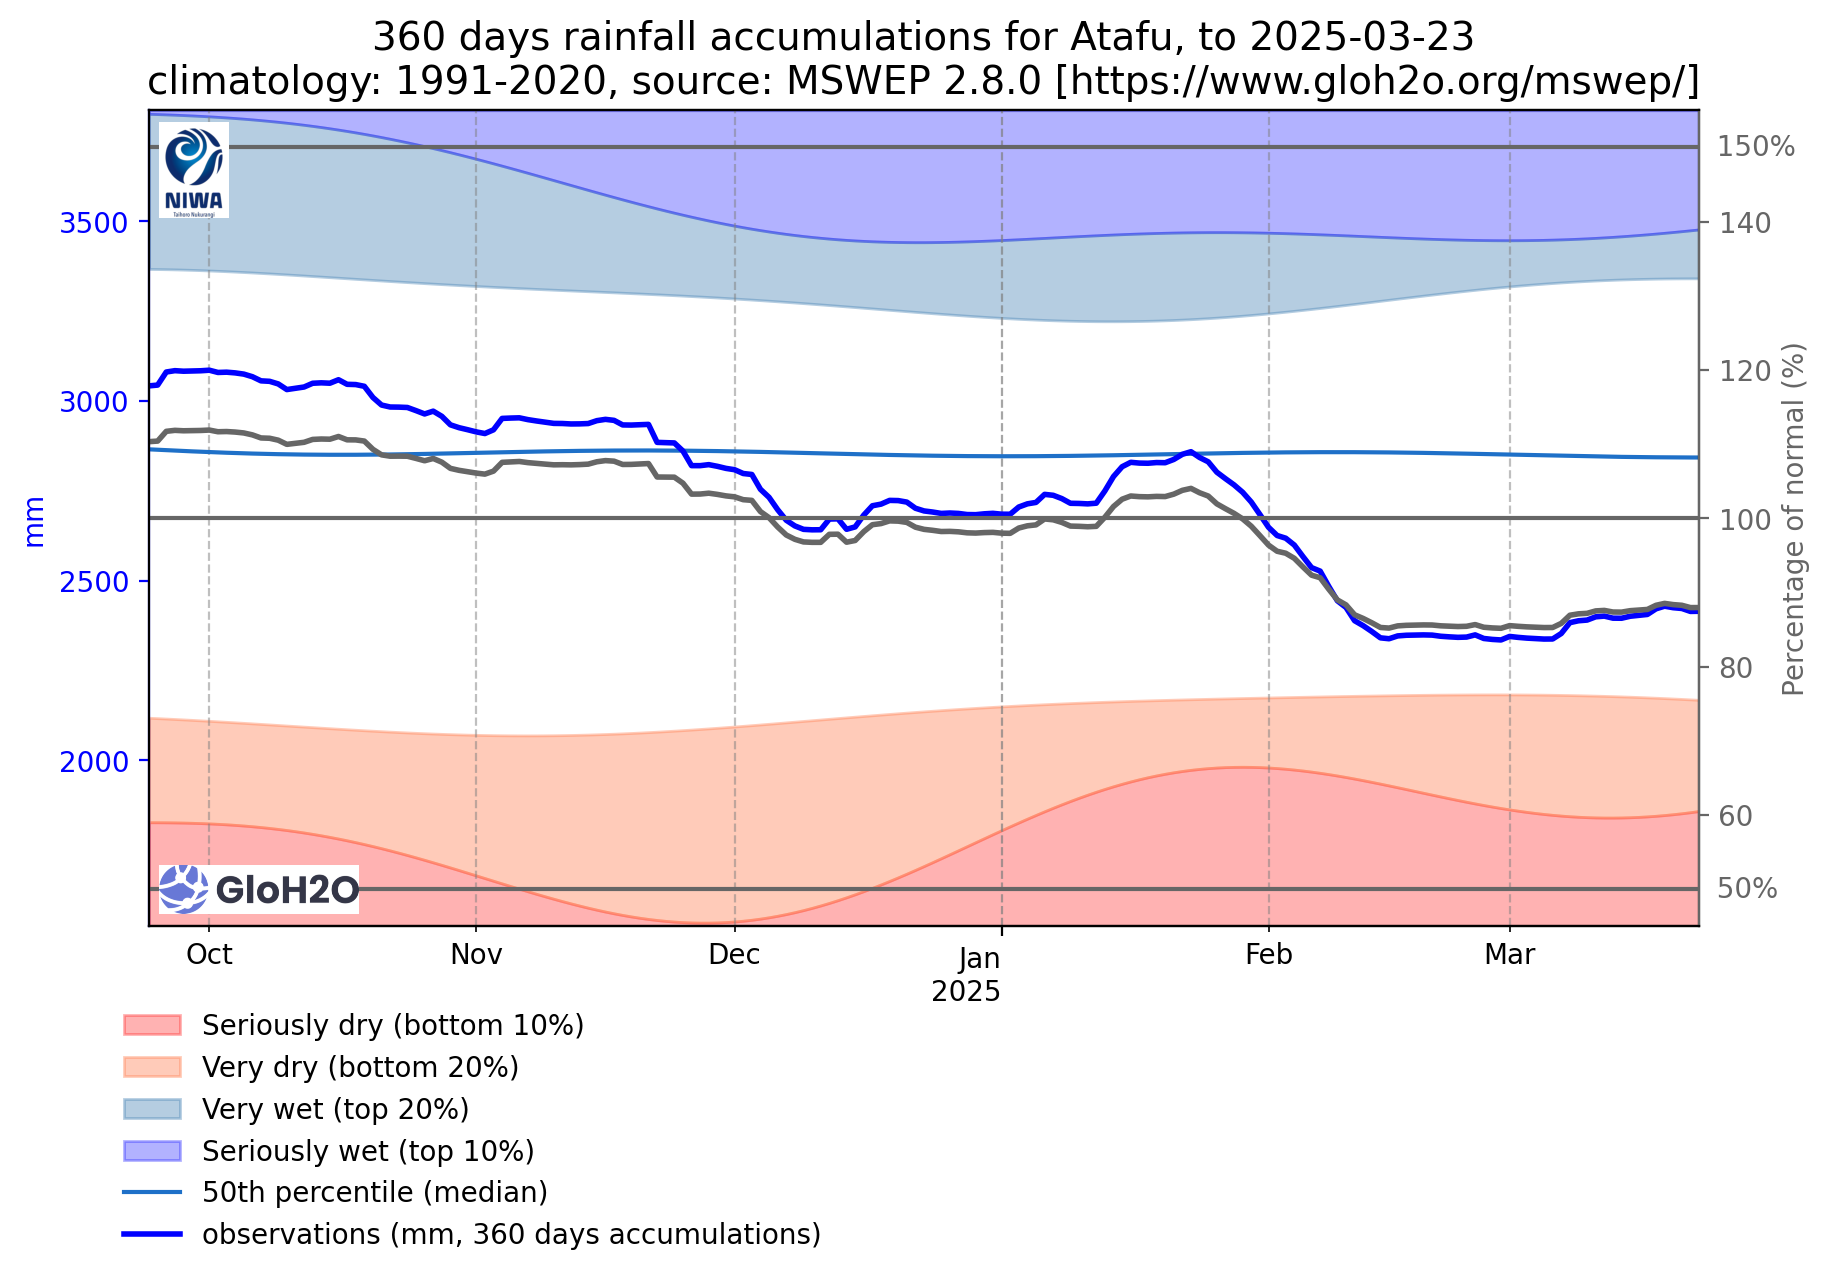 360 days rainfall accumulations for Atafu, to 2025-03-23
climatology: 1991-2020, source: MSWEP 2.8.0 [https://www.gloh2o.org/mswep/]
NIWA
Taihoro Nukurangi
3500
3000
2500
2000
mm
150%
140
120
100
80
60
50%
Percentage of normal (%)
GloH2O
Oct
Nov
Dec
Jan
2025
Feb
Mar
Seriously dry (bottom 10%)
Very dry (bottom 20%)
Very wet (top 20%)
Seriously wet (top 10%)
50th percentile (median)
observations (mm, 360 days accumulations)